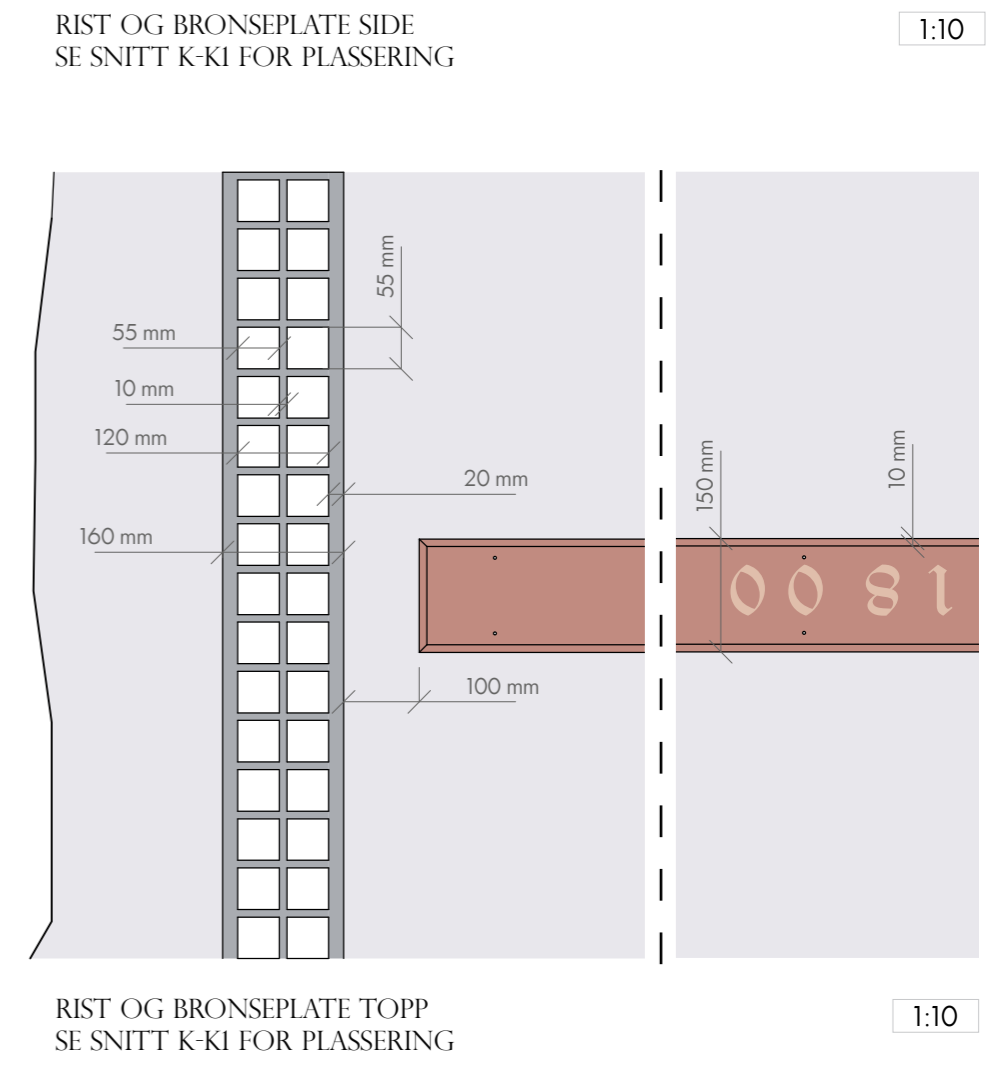 RIST OG BRONSEPLATE SIDE
SE SNITT K-K1 FOR PLASSERING
1:10
55 mm
55 mm
10 mm
120 mm
20 mm
160 mm
150 mm
10 mm
0081
100 mm
RIST OG BRONSEPLATE TOPP
SE SNITT K-K1 FOR PLASSERING
1:10